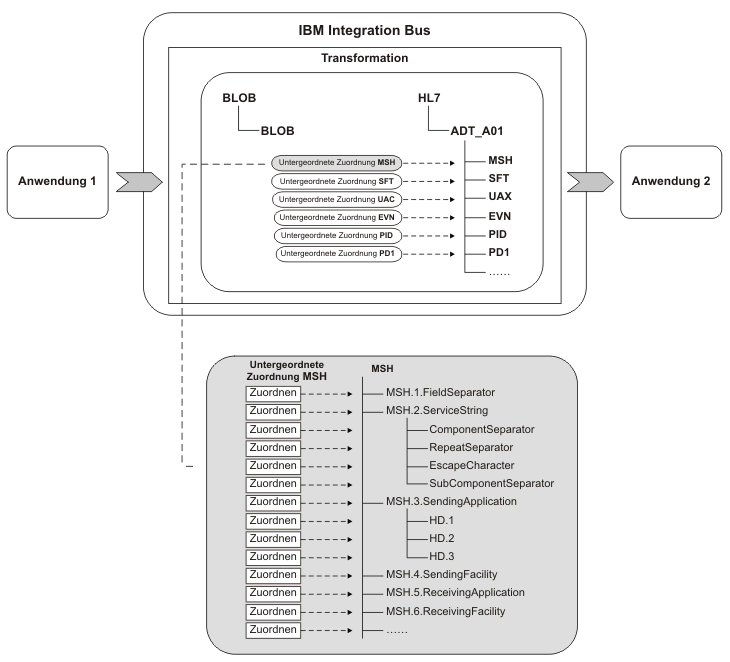 IBM Integration Bus
Transformation
BLOB
BLOB
HL7
ADT_A01
Anwendung 1
Anwendung 2
Untergeordnete Zuordnung MSH
MSH
Untergeordnete Zuordnung SFT
SFT
Untergeordnete Zuordnung UAC
UAX
Untergeordnete Zuordnung EVN
EVN
Untergeordnete Zuordnung PID
PID
Untergeordnete Zuordnung PD1
PD1
......
Untergeordnete
Zuordnung MSH
MSH
Zuordnen
MSH.1.FieldSeparator
Zuordnen
MSH.2.ServiceString
Zuordnen
ComponentSeparator
Zuordnen
RepeatSeparator
Zuordnen
EscapeCharacter
Zuordnen
SubComponentSeparator
Zuordnen
MSH.3.SendingApplication
Zuordnen
HD.1
Zuordnen
HD.2
Zuordnen
HD.3
Zuordnen
MSH.4.SendingFacility
Zuordnen
MSH.5.ReceivingApplication
Zuordnen
MSH.6.ReceivingFacility
Zuordnen
......